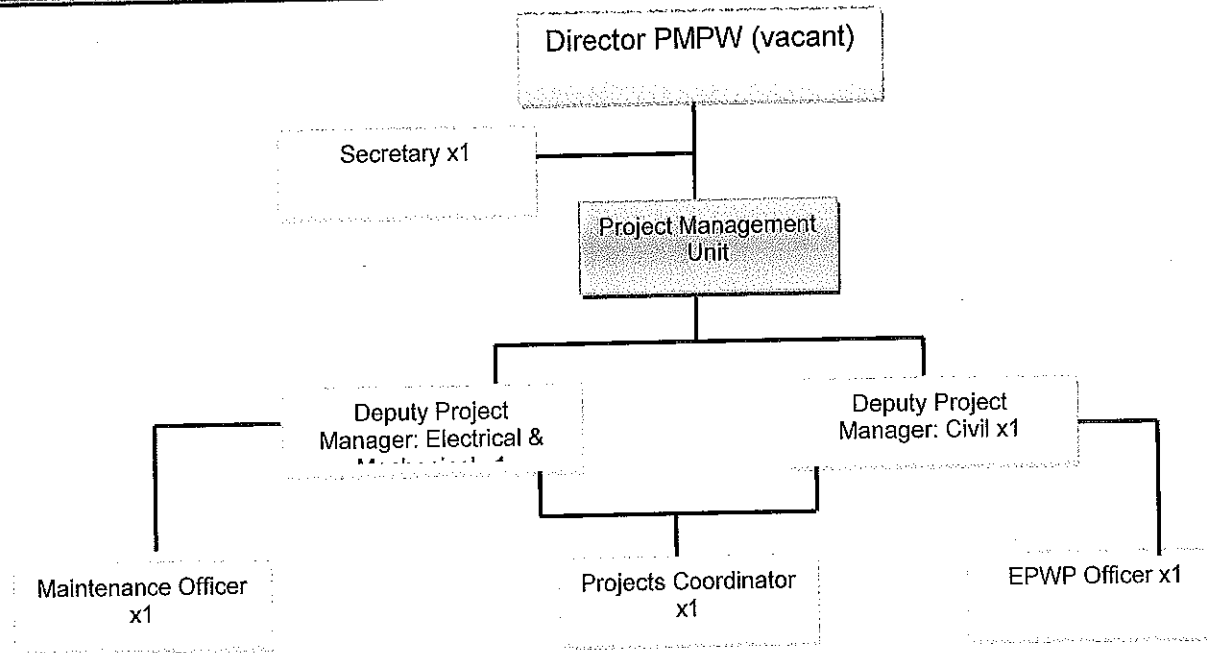 Director PMPW (vacant)
Secretary x1
Project Management
Unit
Deputy Project
Manager: Electrical &
Deputy Project
Manager: Civil x1
Maintenance Officer
x1
Projects Coordinator
x1
EPWP Officer x1